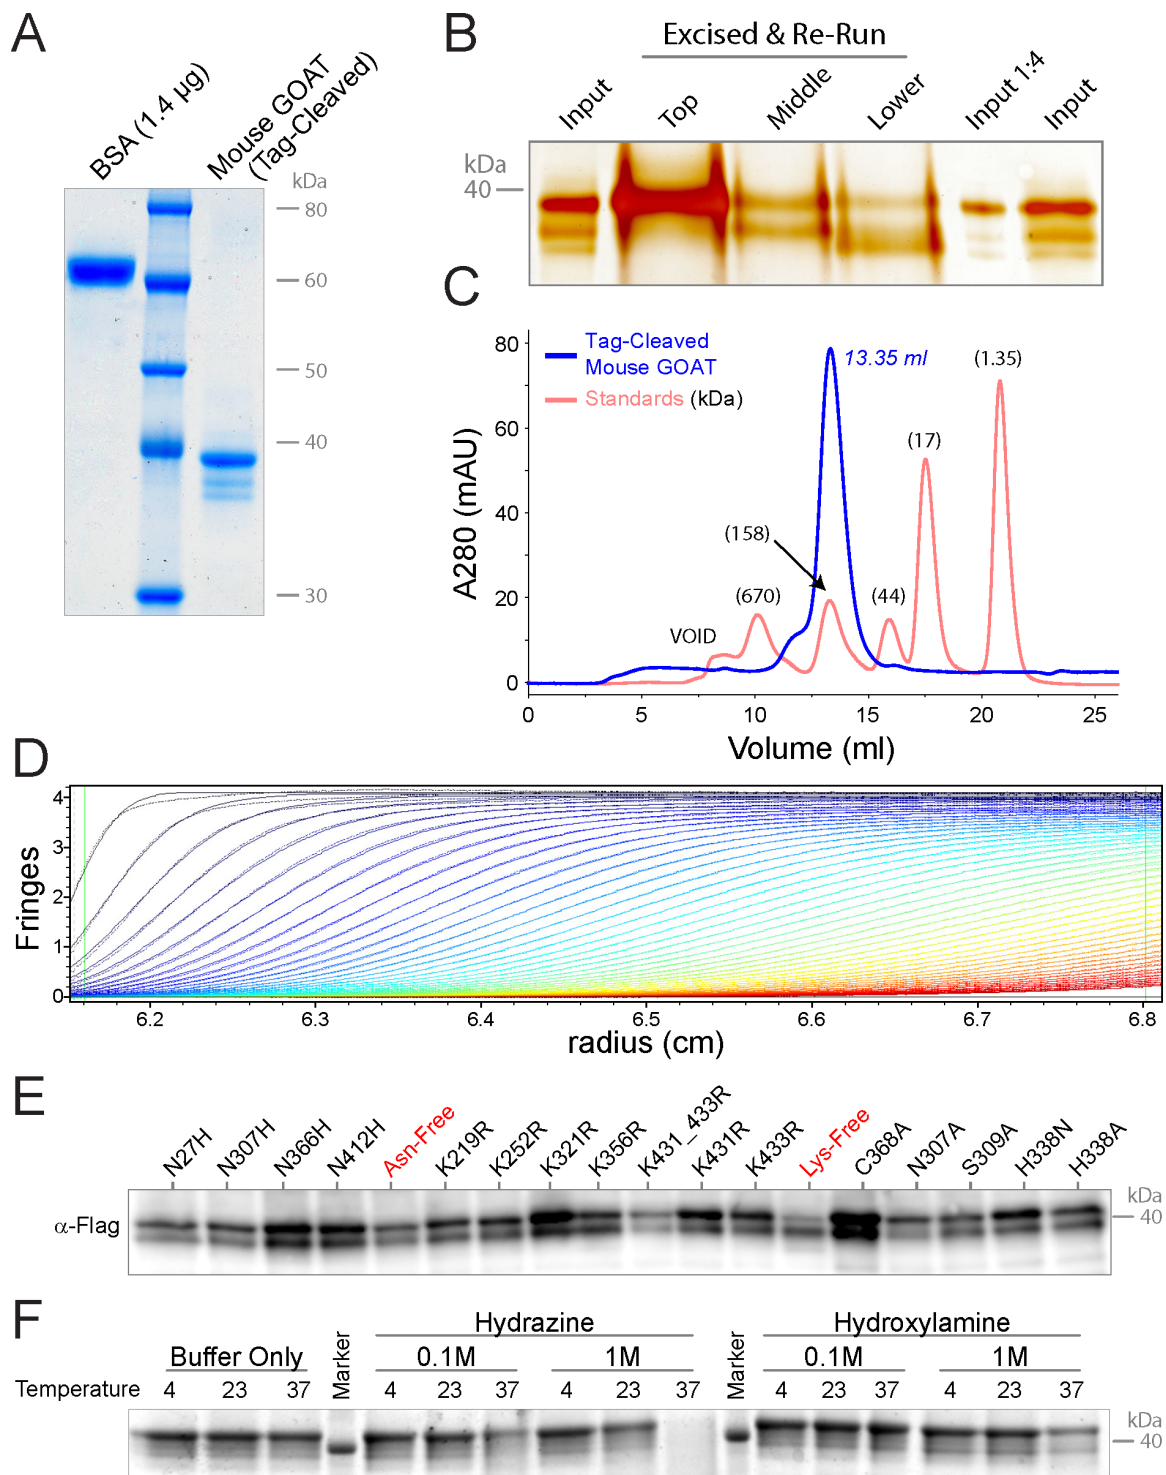 A
BSA (1.4 µg)
Mouse GOAT
(Tag-Cleaved)
kDa
80
60
50
40
30
B
Excised & Re-Run
Input
Top
Middle
Lower
Input 1:4
Input
kDa
40
C
Tag-Cleaved
Mouse GOAT
Standards (kDa)
13.35 ml
(1.35)
(17)
(158)
(670)
(44)
VOID
A280 (mAU)
80
60
40
20
0
0 5 10 15 20 25
Volume (ml)
D
Fringes
4
3
2
1
0
6.2 6.3 6.4 6.5 6.6 6.7 6.8
radius (cm)
E
N27H
N307H
N366H
N412H
Asn-Free
K219R
K252R
K321R
K356R
K431_433R
K431R
K433R
Lys-Free
C368A
N307A
S309A
H338N
H338A
α-Flag
kDa
40
F
Hydrazine
Hydroxylamine
Buffer Only
Marker
0.1M
1M
Marker
0.1M
1M
Temperature 4 23 37 4 23 37 4 23 37 4 23 37 4 23 37
kDa
40